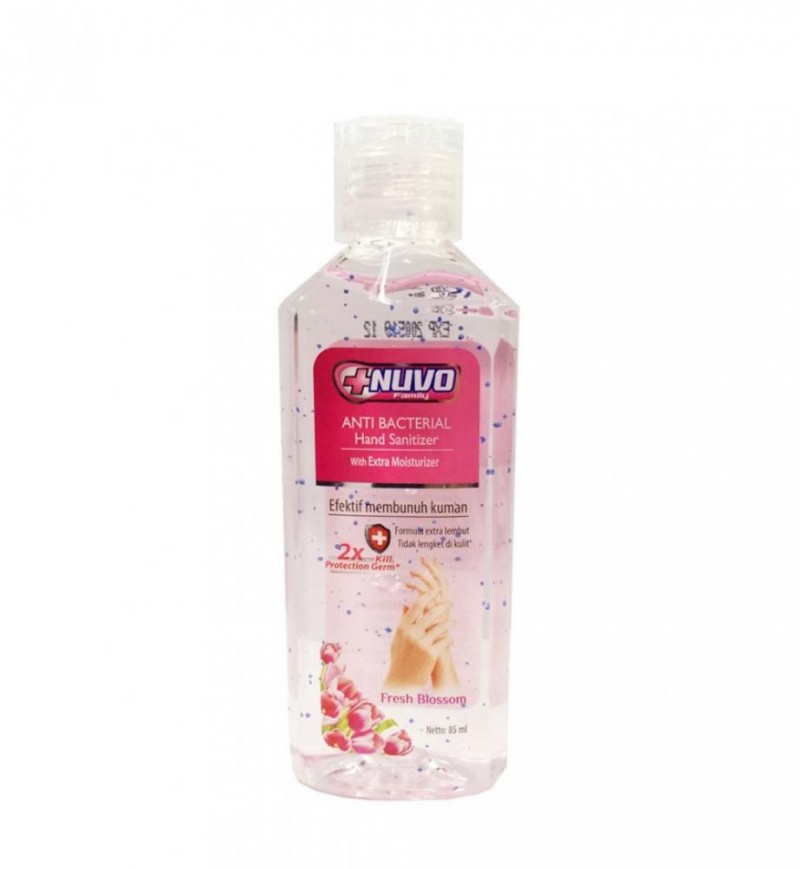 EXP
NUVO
Family
ANTI BACTERIAL
Hand Sanitizer
With Extra Moisturizer
Efektif membunuh kuman
Formula extra lembut
Tidak lengket di kulit*
2x Kill
Protection Germ*
Fresh Blossom
Netto: 85 ml